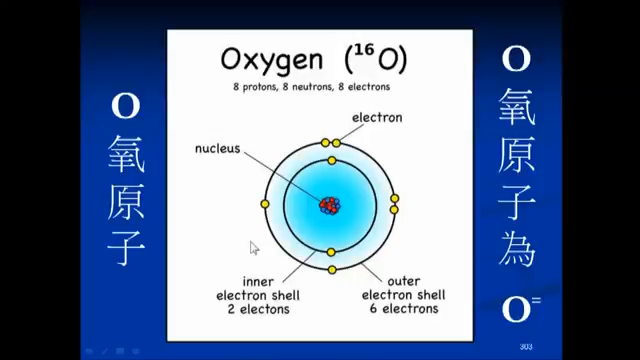 O
氧
原
子
Oxygen (¹⁶O)
8 protons, 8 neutrons, 8 electrons
electron
nucleus
inner
electron shell
2 electons
outer
electron shell
6 electrons
O
氧
原
子
為
O⁼
303